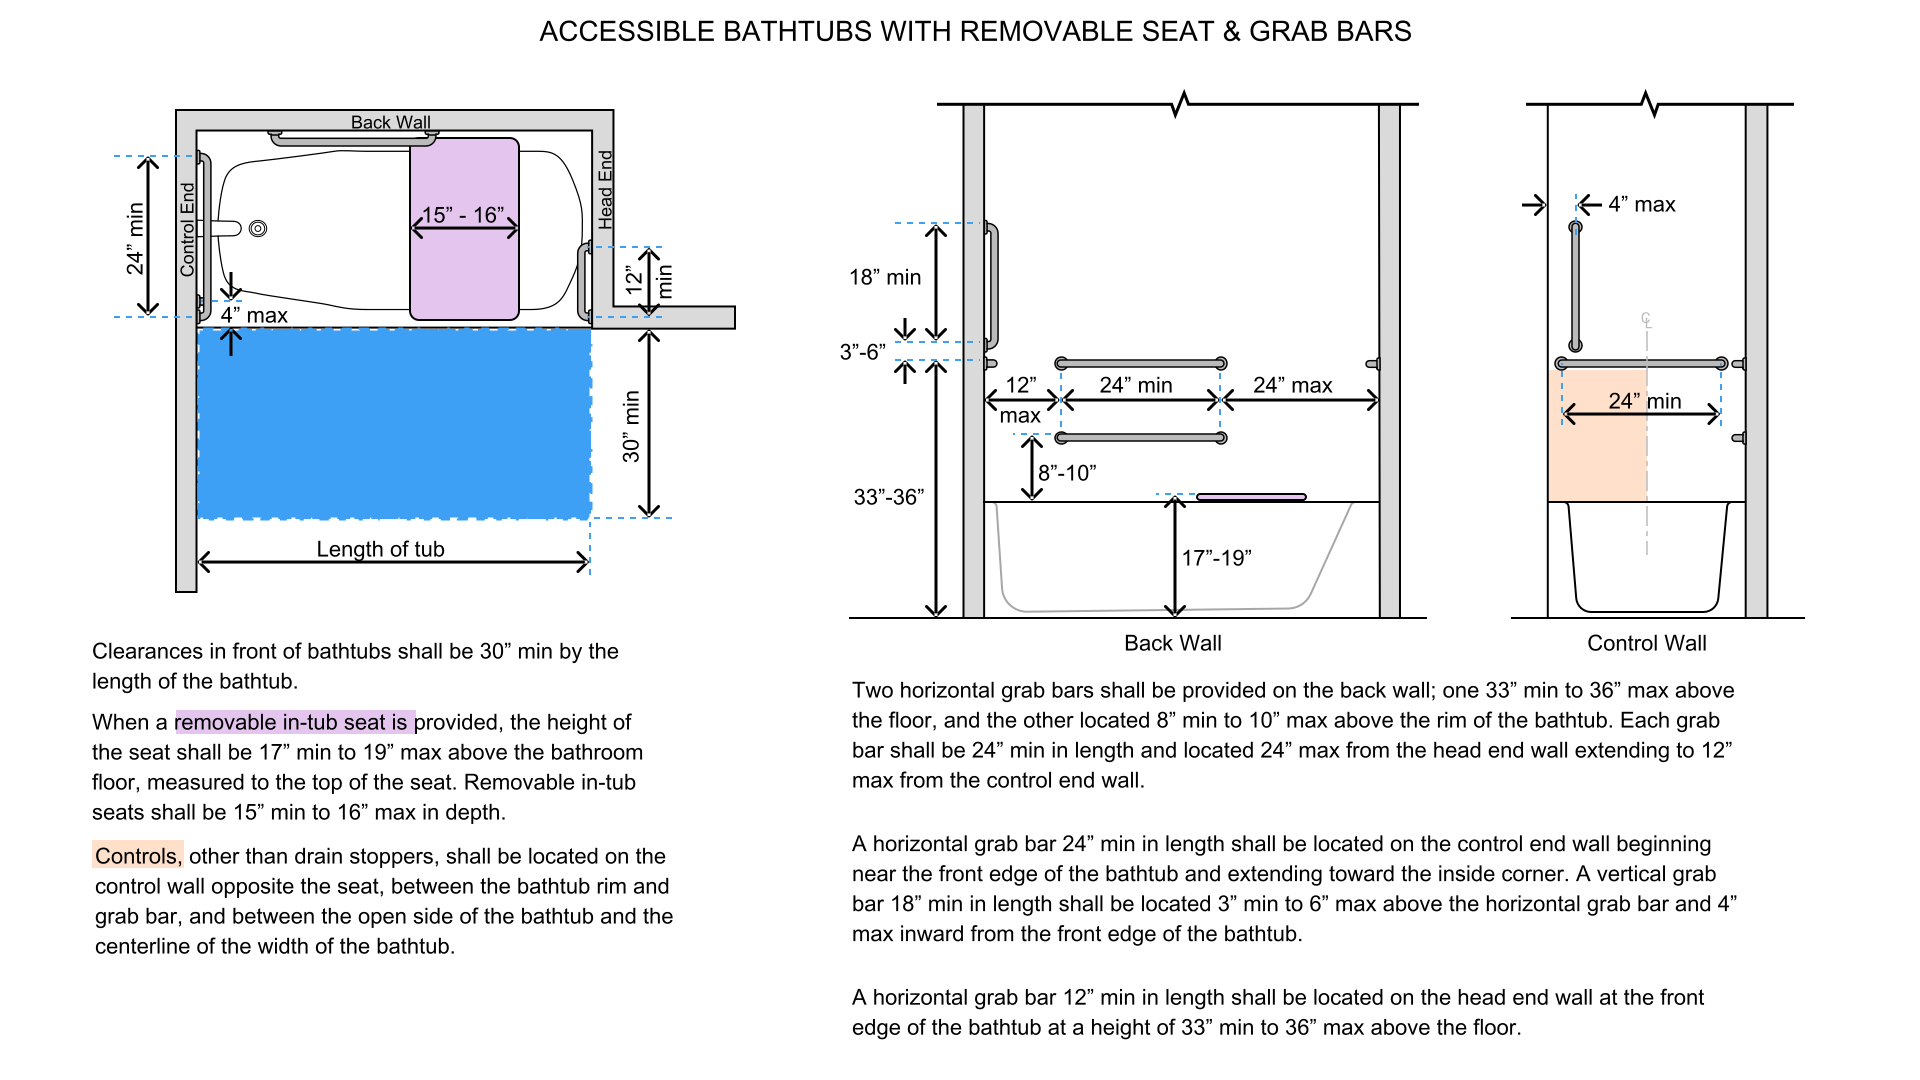 ACCESSIBLE BATHTUBS WITH REMOVABLE SEAT & GRAB BARS
Back Wall
Control End
Head End
24” min
15” - 16”
12”
min
4” max
30” min
Length of tub
18” min
3”-6”
12”
max
24” min
24” max
8”-10”
33”-36”
17”-19”
Back Wall
4” max
℄
24” min
Control Wall
Clearances in front of bathtubs shall be 30” min by the
length of the bathtub.
When a removable in-tub seat is provided, the height of
the seat shall be 17” min to 19” max above the bathroom
floor, measured to the top of the seat. Removable in-tub
seats shall be 15” min to 16” max in depth.
Controls, other than drain stoppers, shall be located on the
control wall opposite the seat, between the bathtub rim and
grab bar, and between the open side of the bathtub and the
centerline of the width of the bathtub.
Two horizontal grab bars shall be provided on the back wall; one 33” min to 36” max above
the floor, and the other located 8” min to 10” max above the rim of the bathtub. Each grab
bar shall be 24” min in length and located 24” max from the head end wall extending to 12”
max from the control end wall.
A horizontal grab bar 24” min in length shall be located on the control end wall beginning
near the front edge of the bathtub and extending toward the inside corner. A vertical grab
bar 18” min in length shall be located 3” min to 6” max above the horizontal grab bar and 4”
max inward from the front edge of the bathtub.
A horizontal grab bar 12” min in length shall be located on the head end wall at the front
edge of the bathtub at a height of 33” min to 36” max above the floor.